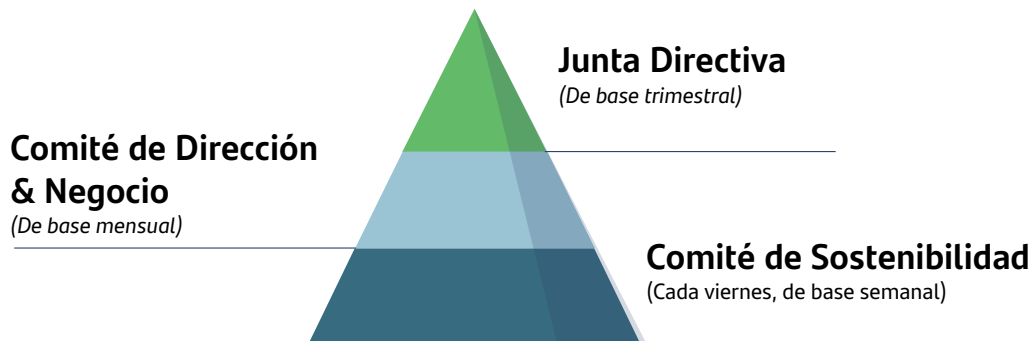 Junta Directiva
(De base trimestral)
Comité de Dirección
& Negocio
(De base mensual)
Comité de Sostenibilidad
(Cada viernes, de base semanal)